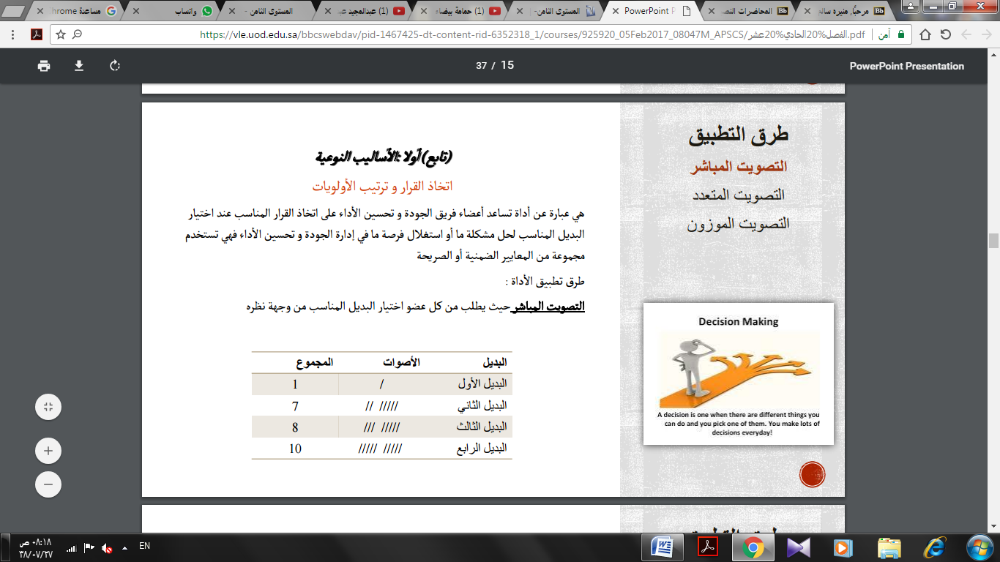 مرحبًا, منيره سالم
المحاضرات النص
PowerPoint P
المستوى الثامن- |
(1) حمامة بيضاء
(1) عبدالمجيد عبد
المستوى الثامن -
واتساب
مساعدة Chrome
https://vle.uod.edu.sa/bbcswebdav/pid-1467425-dt-content-rid-6352318_1/courses/925920_05Feb2017_08047M_APSCS/الفصل%20الحادي%20عشر.pdf
آمن
PowerPoint Presentation
15 / 37
طرق التطبيق
التصويت المباشر
التصويت المتعدد
التصويت الموزون
Decision Making
A decision is one when there are different things you
can do and you pick one of them. You make lots of
decisions everyday!
(تابع) أولا :الأساليب النوعية
اتخاذ القرار و ترتيب الأولويات
هي عبارة عن أداة تساعد أعضاء فريق الجودة و تحسين الأداء على اتخاذ القرار المناسب عند اختيار
البديل المناسب لحل مشكلة ما أو استغلال فرصة ما في إدارة الجودة و تحسين الأداء فهي تستخدم
مجموعة من المعايير الضمنية أو الصريحة
طرق تطبيق الأداة :
التصويت المباشر حيث يطلب من كل عضو اختيار البديل المناسب من وجهة نظره
البديل الأصوات المجموع
البديل الأول / 1
البديل الثاني ///// // 7
البديل الثالث ///// /// 8
البديل الرابع ///// ///// 10
EN
٠٨:١٨ ص
٣٨/٠٧/٢٧